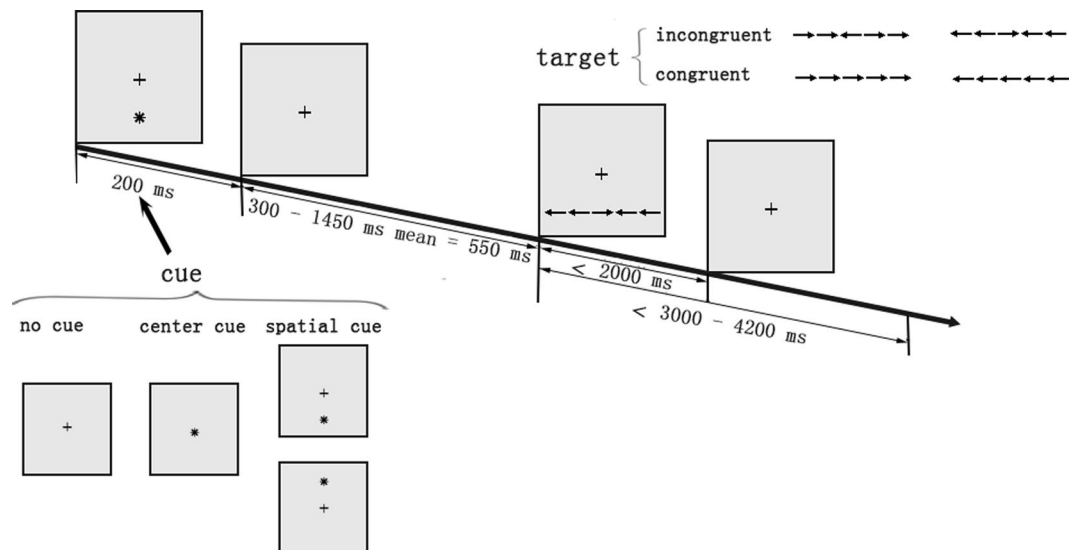 target
incongruent
congruent
200 ms
300 - 1450 ms mean = 550 ms
< 2000 ms
< 3000 - 4200 ms
cue
no cue
center cue
spatial cue